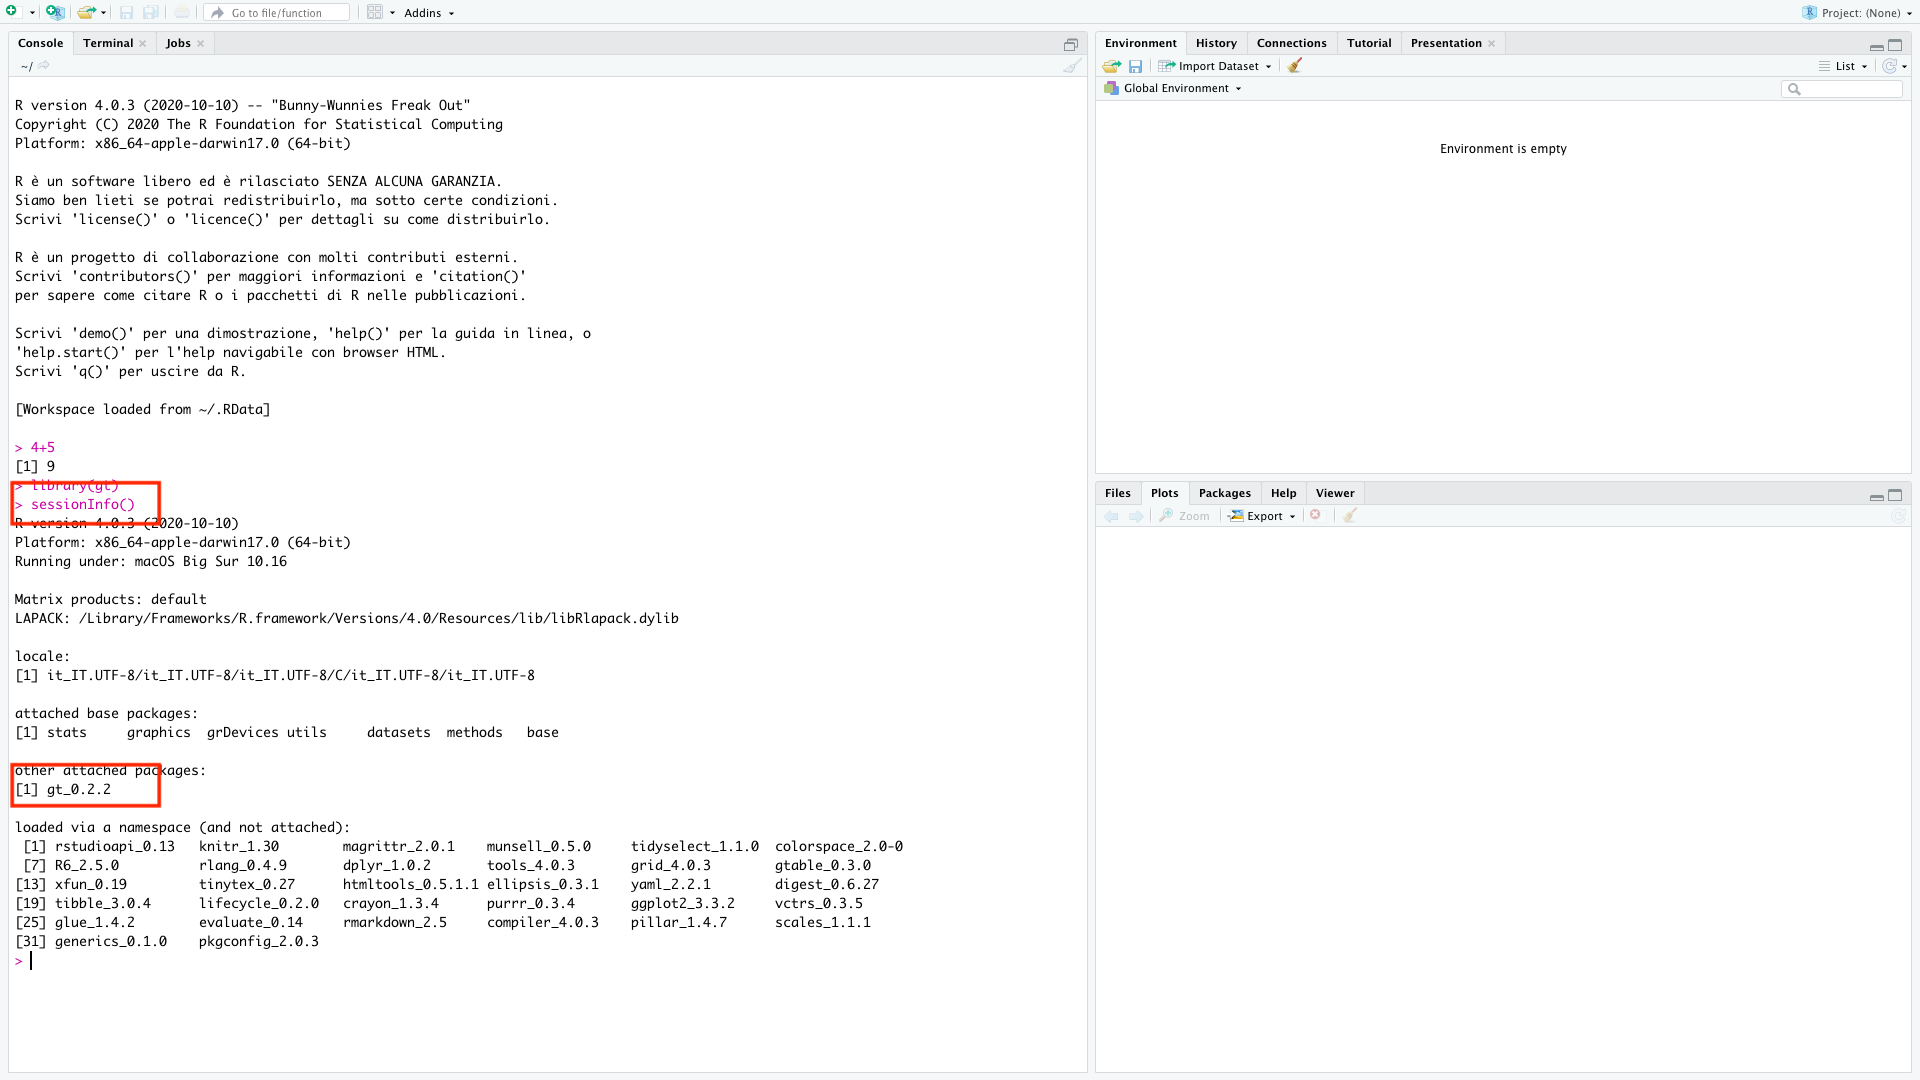 Go to file/function
Addins
Project: (None)
Console
Terminal
Jobs
~/
R version 4.0.3 (2020-10-10) -- "Bunny-Wunnies Freak Out"
Copyright (C) 2020 The R Foundation for Statistical Computing
Platform: x86_64-apple-darwin17.0 (64-bit)
R è un software libero ed è rilasciato SENZA ALCUNA GARANZIA.
Siamo ben lieti se potrai redistribuirlo, ma sotto certe condizioni.
Scrivi 'license()' o 'licence()' per dettagli su come distribuirlo.
R è un progetto di collaborazione con molti contributi esterni.
Scrivi 'contributors()' per maggiori informazioni e 'citation()'
per sapere come citare R o i pacchetti di R nelle pubblicazioni.
Scrivi 'demo()' per una dimostrazione, 'help()' per la guida in linea, o
'help.start()' per l'help navigabile con browser HTML.
Scrivi 'q()' per uscire da R.
[Workspace loaded from ~/.RData]
> 4+5
[1] 9
> library(gt)
> sessionInfo()
R version 4.0.3 (2020-10-10)
Platform: x86_64-apple-darwin17.0 (64-bit)
Running under: macOS Big Sur 10.16
Matrix products: default
LAPACK: /Library/Frameworks/R.framework/Versions/4.0/Resources/lib/libRlapack.dylib
locale:
[1] it_IT.UTF-8/it_IT.UTF-8/it_IT.UTF-8/C/it_IT.UTF-8/it_IT.UTF-8
attached base packages:
[1] stats     graphics  grDevices utils     datasets  methods   base
other attached packages:
[1] gt_0.2.2
loaded via a namespace (and not attached):
 [1] rstudioapi_0.13   knitr_1.30        magrittr_2.0.1    munsell_0.5.0     tidyselect_1.1.0  colorspace_2.0-0
 [7] R6_2.5.0          rlang_0.4.9       dplyr_1.0.2       tools_4.0.3       grid_4.0.3        gtable_0.3.0
[13] xfun_0.19         tinytex_0.27      htmltools_0.5.1.1 ellipsis_0.3.1    yaml_2.2.1        digest_0.6.27
[19] tibble_3.0.4      lifecycle_0.2.0   crayon_1.3.4      purrr_0.3.4       ggplot2_3.3.2     vctrs_0.3.5
[25] glue_1.4.2        evaluate_0.14     rmarkdown_2.5     compiler_4.0.3    pillar_1.4.7      scales_1.1.1
[31] generics_0.1.0    pkgconfig_2.0.3
>
Environment
History
Connections
Tutorial
Presentation
Import Dataset
List
Global Environment
Environment is empty
Files
Plots
Packages
Help
Viewer
Zoom
Export